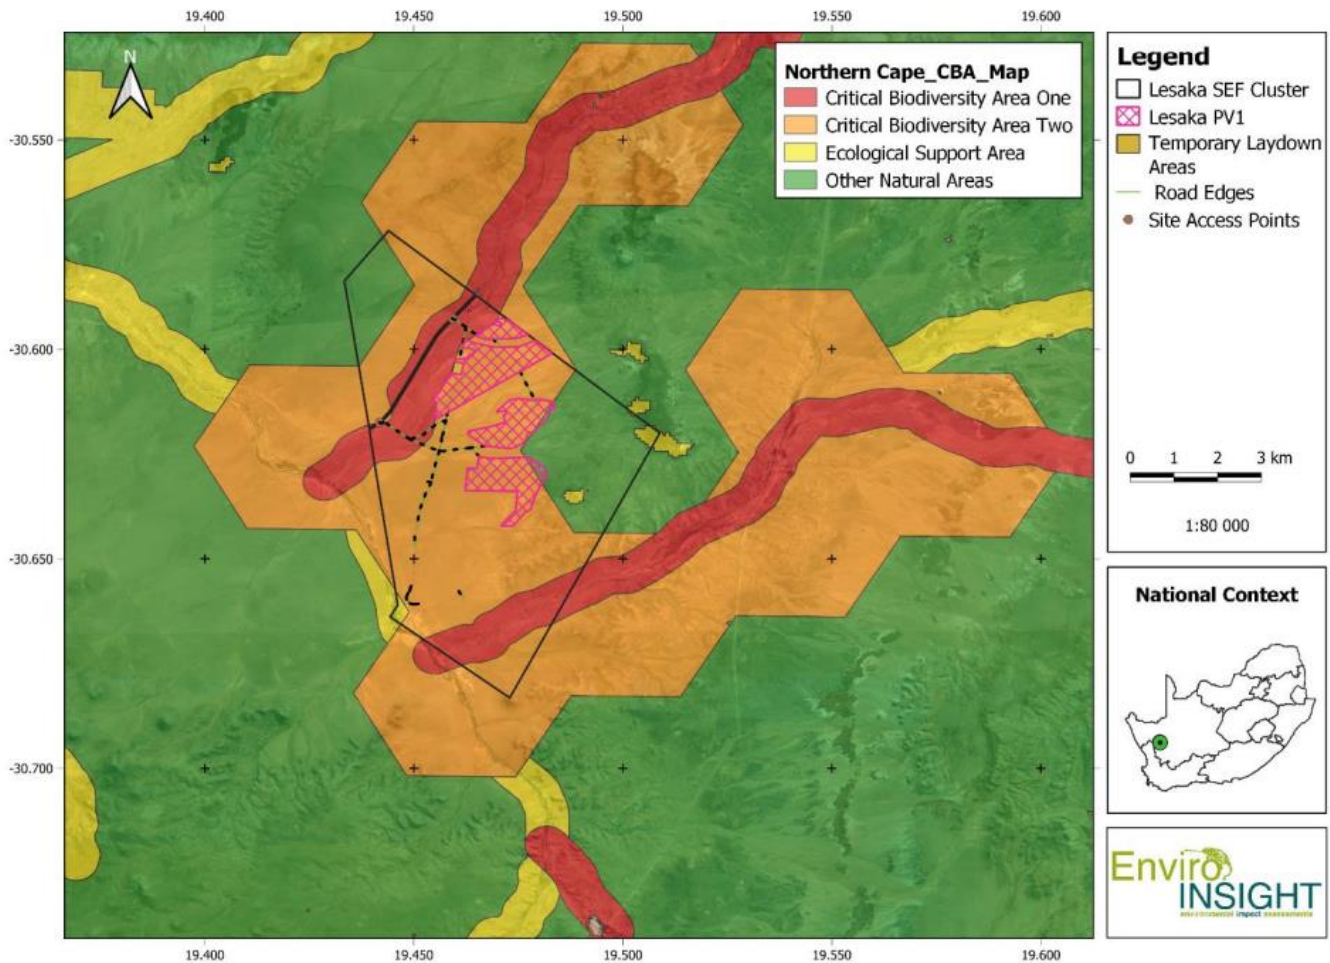 19.400 19.450 19.500 19.550 19.600
N
-30.550
-30.600
-30.650
-30.700
Northern Cape_CBA_Map
Critical Biodiversity Area One
Critical Biodiversity Area Two
Ecological Support Area
Other Natural Areas
19.400 19.450 19.500 19.550 19.600
Legend
Lesaka SEF Cluster
Lesaka PV1
Temporary Laydown
Areas
Road Edges
Site Access Points
0 1 2 3 km
1:80 000
National Context
Enviro
INSIGHT
environmental impact assessments